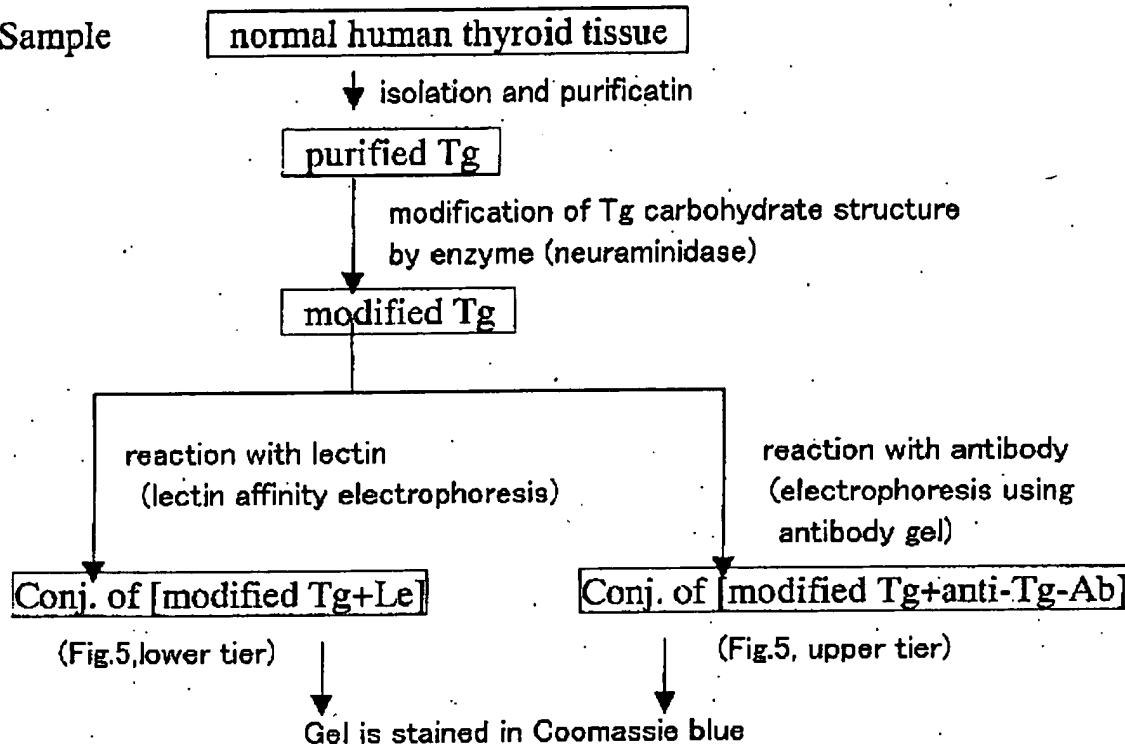 Sample
normal human thyroid tissue
isolation and purificatin
purified Tg
modification of Tg carbohydrate structure
by enzyme (neuraminidase)
modified Tg
reaction with lectin
(lectin affinity electrophoresis)
reaction with antibody
(electrophoresis using
antibody gel)
Conj. of [modified Tg+Le]
Conj. of [modified Tg+anti-Tg-Ab]
(Fig.5,lower tier)
(Fig.5, upper tier)
Gel is stained in Coomassie blue